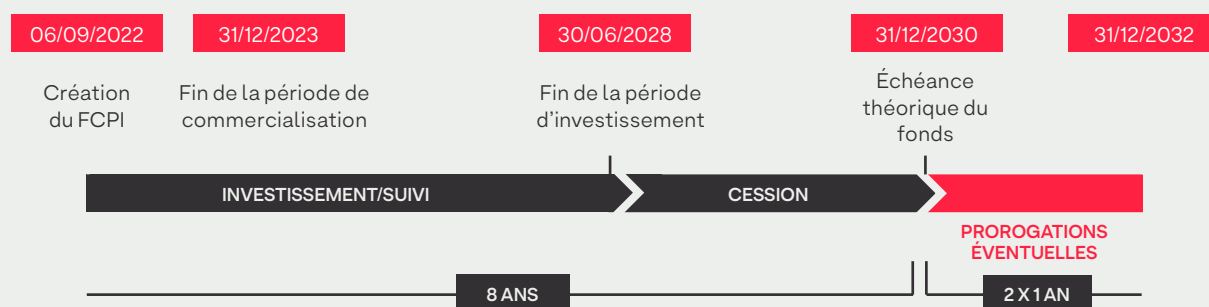 06/09/2022
31/12/2023
30/06/2028
31/12/2030
31/12/2032
Création
du FCPI
Fin de la période de
commercialisation
Fin de la période
d'investissement
Échéance
théorique du
fonds
INVESTISSEMENT/SUIVI
CESSION
PROROGATIONS
ÉVENTUELLES
8 ANS
2 X 1 AN